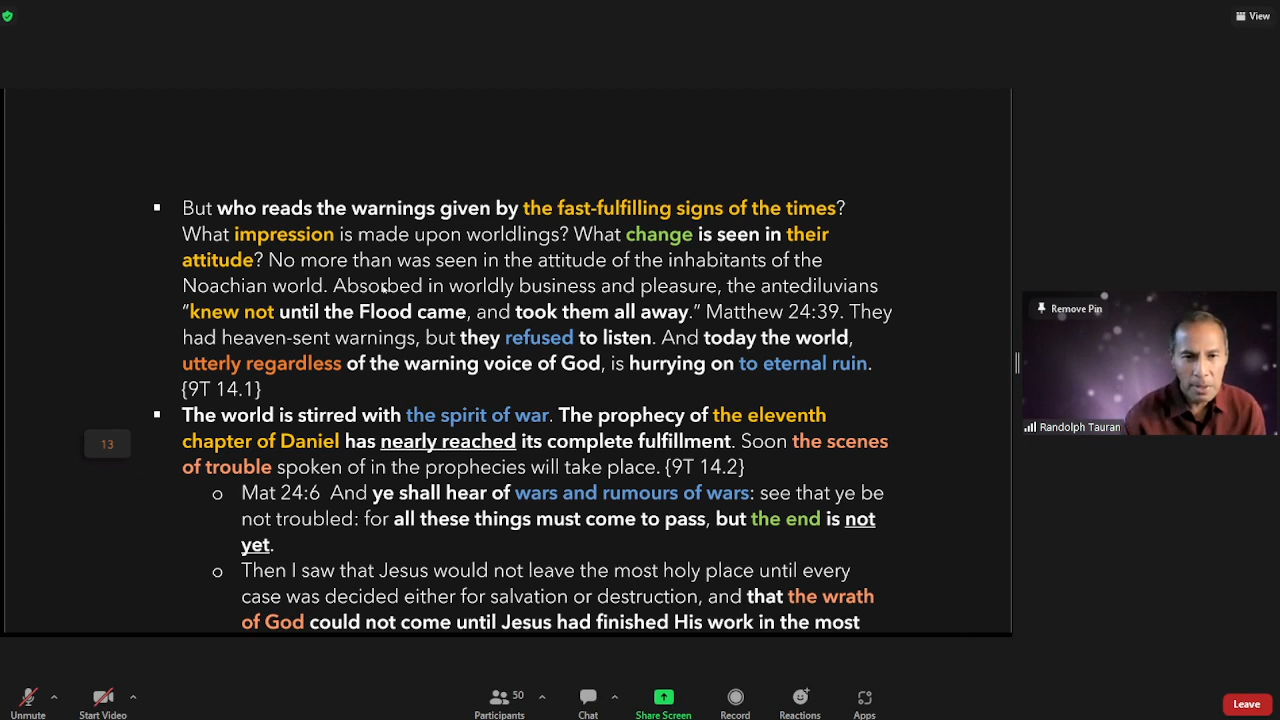 View
▪ But who reads the warnings given by the fast-fulfilling signs of the times?
What impression is made upon worldlings? What change is seen in their
attitude? No more than was seen in the attitude of the inhabitants of the
Noachian world. Absorbed in worldly business and pleasure, the antediluvians
“knew not until the Flood came, and took them all away.” Matthew 24:39. They
had heaven-sent warnings, but they refused to listen. And today the world,
utterly regardless of the warning voice of God, is hurrying on to eternal ruin.
{9T 14.1}
▪ The world is stirred with the spirit of war. The prophecy of the eleventh
chapter of Daniel has nearly reached its complete fulfillment. Soon the scenes
of trouble spoken of in the prophecies will take place. {9T 14.2}
o Mat 24:6 And ye shall hear of wars and rumours of wars: see that ye be
not troubled: for all these things must come to pass, but the end is not
yet.
o Then I saw that Jesus would not leave the most holy place until every
case was decided either for salvation or destruction, and that the wrath
of God could not come until Jesus had finished His work in the most
13
Remove Pin
Randolph Tauran
Unmute
Start Video
50
Participants
Chat
Share Screen
Record
Reactions
Apps
Leave